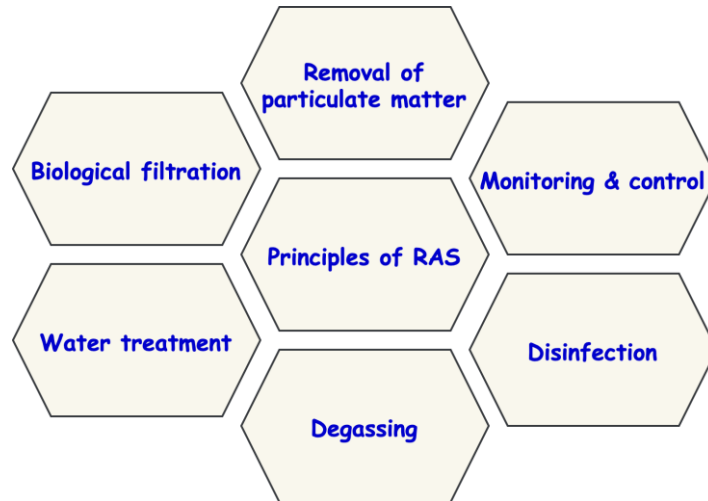 Removal of
particulate matter
Biological filtration
Monitoring & control
Principles of RAS
Water treatment
Disinfection
Degassing